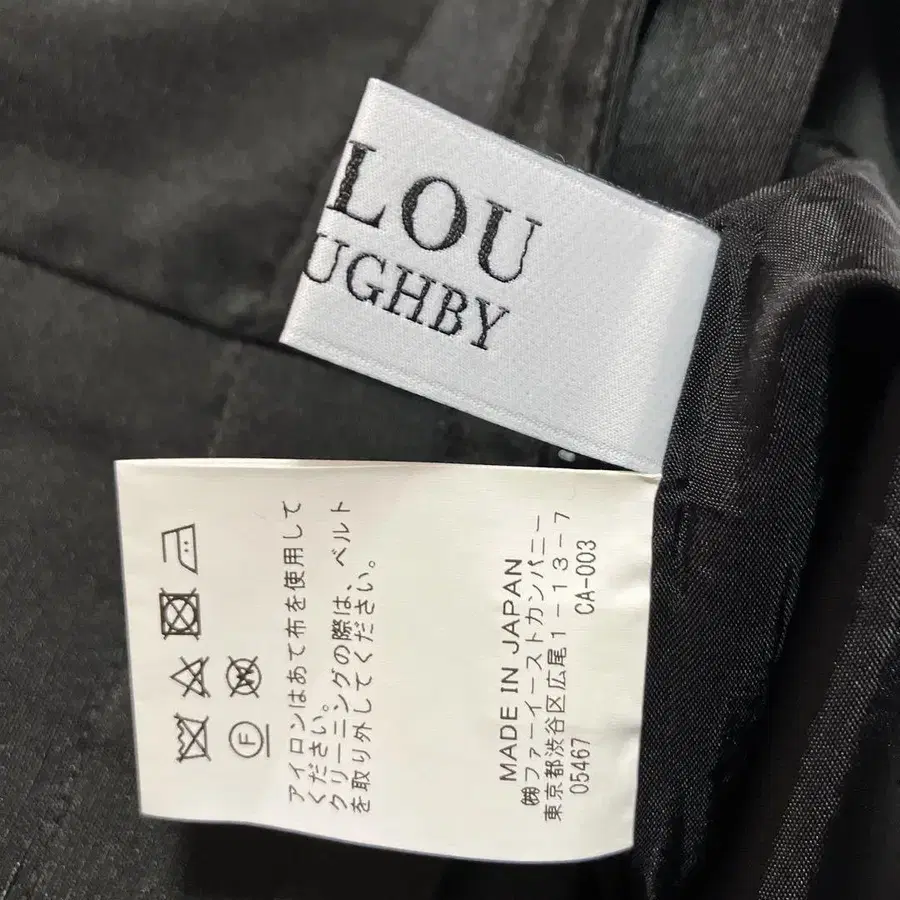 LOU
UGHBY
アイロンはあて布を使用して
ください。
クリーニングの際は、ベルト
を取り外してください。
MADE IN JAPAN
㈱ファーイーストカンパニー
東京都渋谷区広尾1-13-7
05467 CA-003
F
W